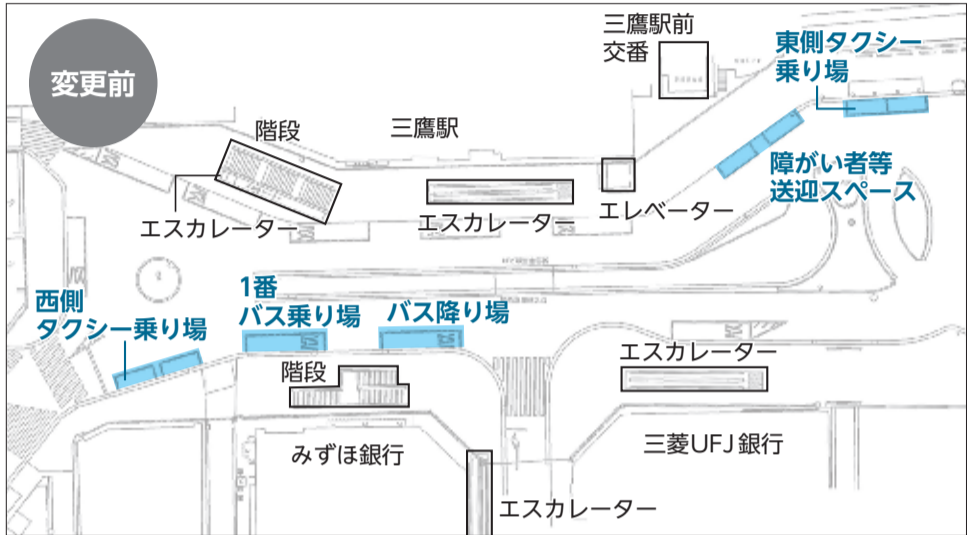 変更前
三鷹駅前
交番
東側タクシー
乗り場
階段
三鷹駅
障がい者等
送迎スペース
エスカレーター
エスカレーター
エレベーター
西側
タクシー乗り場
1番
バス乗り場
バス降り場
階段
エスカレーター
みずほ銀行
三菱UFJ銀行
エスカレーター